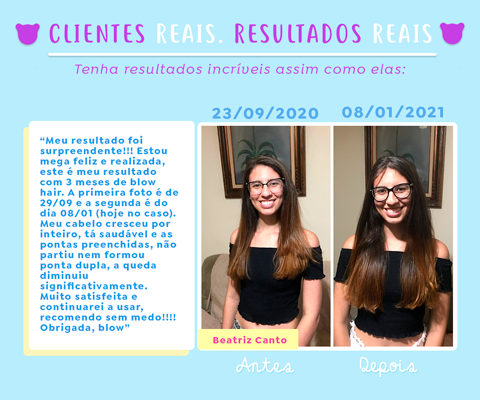 CLIENTES REAIS. RESULTADOS REAIS
Tenha resultados incríveis assim como elas:
23/09/2020 08/01/2021
“Meu resultado foi
surpreendente!!! Estou
mega feliz e realizada,
este é meu resultado
com 3 meses de blow
hair. A primeira foto é de
29/09 e a segunda é do
dia 08/01 (hoje no caso).
Meu cabelo cresceu por
inteiro, tá saudável e as
pontas preenchidas, não
partiu nem formou
ponta dupla, a queda
diminuiu
significativamente.
Muito satisfeita e
continuarei a usar,
recomendo sem medo!!!!
Obrigada, blow”
Beatriz Canto
Antes Depois